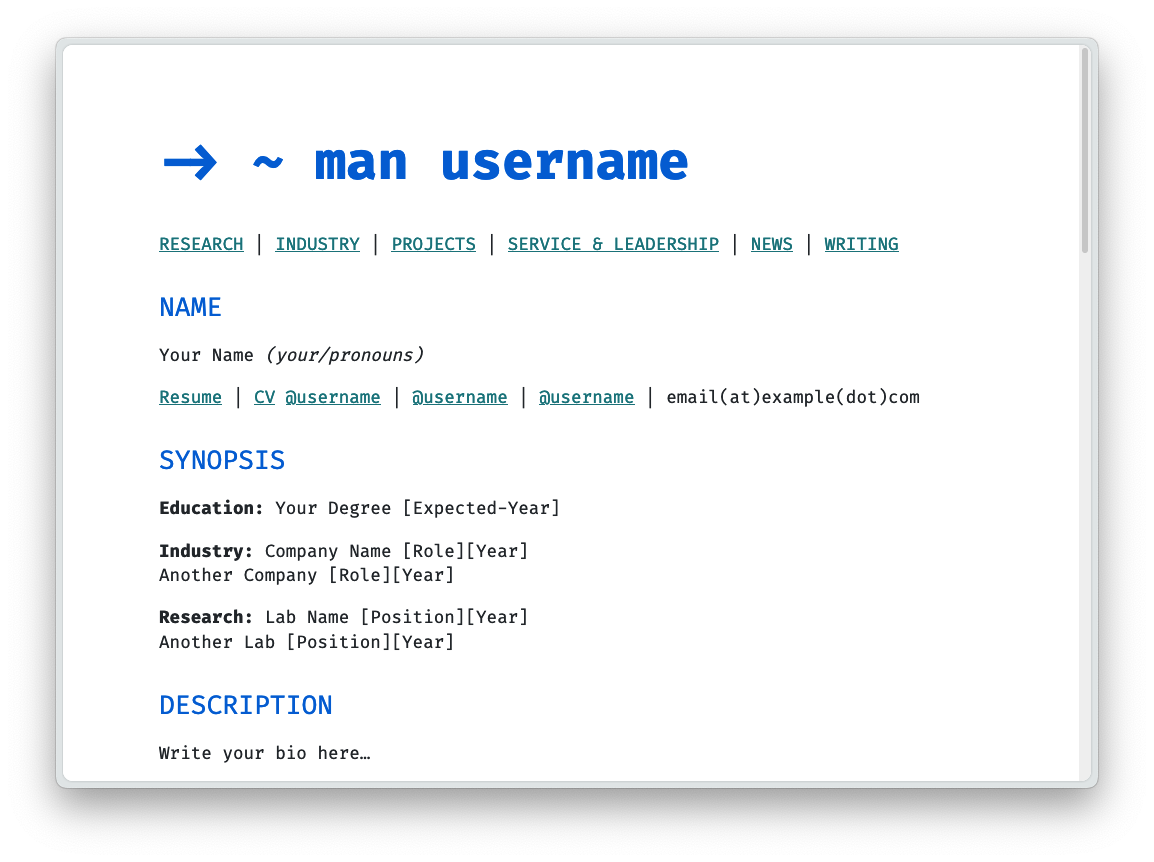 → ~ man username
RESEARCH | INDUSTRY | PROJECTS | SERVICE & LEADERSHIP | NEWS | WRITING
NAME
Your Name (your/pronouns)
Resume | CV @username | @username | @username | email(at)example(dot)com
SYNOPSIS
Education: Your Degree [Expected-Year]
Industry: Company Name [Role][Year]
Another Company [Role][Year]
Research: Lab Name [Position][Year]
Another Lab [Position][Year]
DESCRIPTION
Write your bio here…